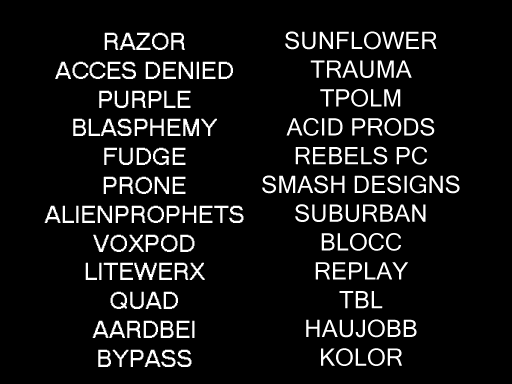 RAZOR
ACCES DENIED
PURPLE
BLASPHEMY
FUDGE
PRONE
ALIENPROPHETS
VOXPOD
LITEWERX
QUAD
AARDBEI
BYPASS
SUNFLOWER
TRAUMA
TPOLM
ACID PRODS
REBELS PC
SMASH DESIGNS
SUBURBAN
BLOCC
REPLAY
TBL
HAUJOBB
KOLOR